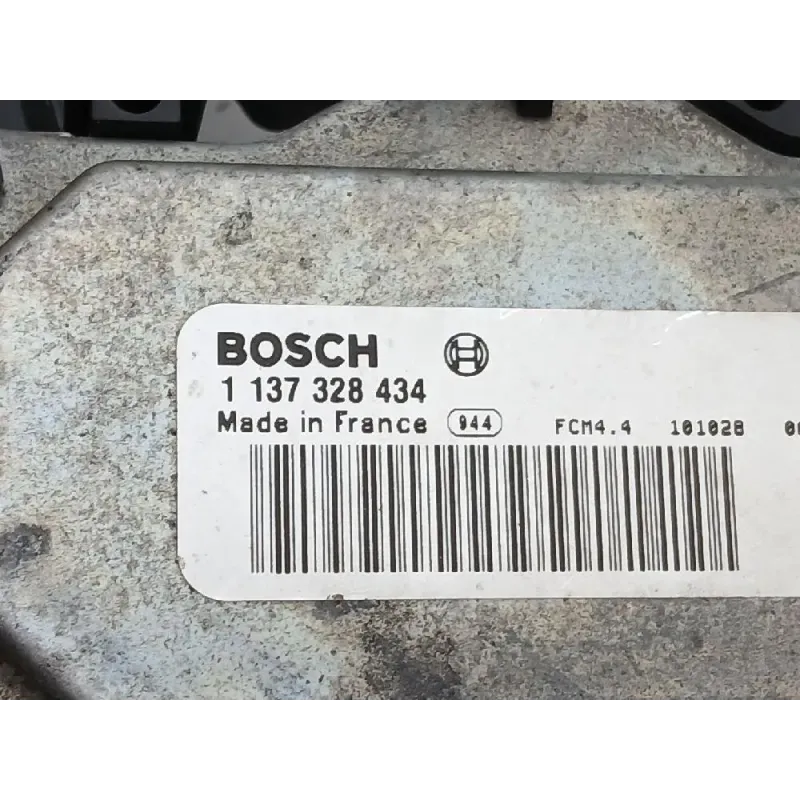 BOSCH
1 137 328 434
Made in France 944 FCM4.4 101028